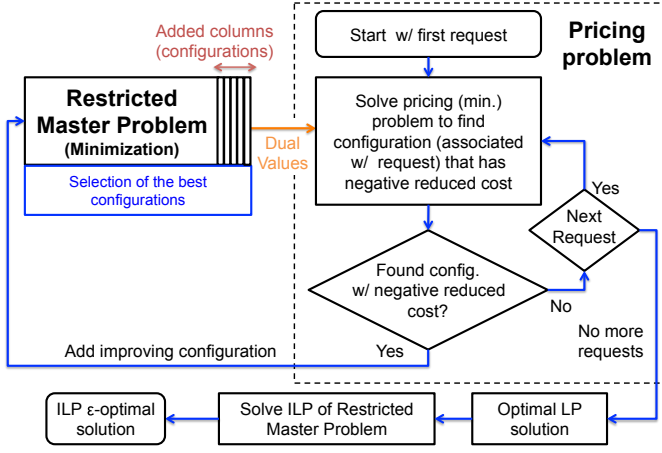 Added columns
(configurations)
Start w/ first request
Pricing
problem
Restricted
Master Problem
(Minimization)
Selection of the best
configurations
Dual
Values
Solve pricing (min.)
problem to find
configuration (associated
w/ request) that has
negative reduced cost
Yes
Next
Request
Found config.
w/ negative reduced
cost?
No
No more
requests
Add improving configuration
Yes
ILP ε-optimal
solution
Solve ILP of Restricted
Master Problem
Optimal LP
solution